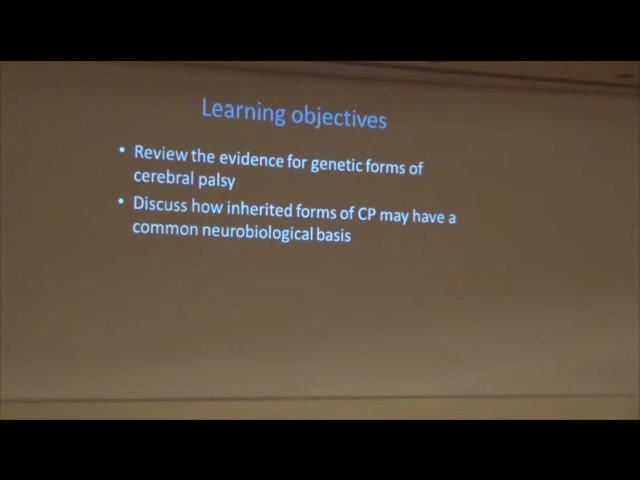 Learning objectives
• Review the evidence for genetic forms of
cerebral palsy
• Discuss how inherited forms of CP may have a
common neurobiological basis